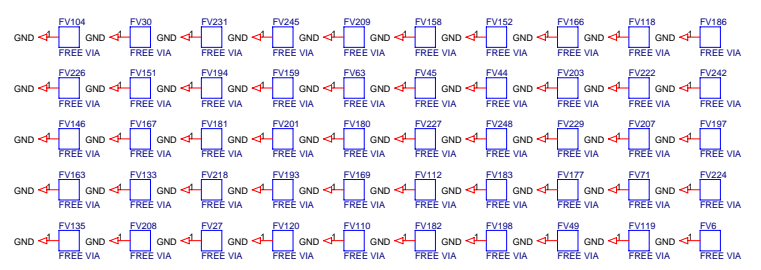 FV104 FV30 FV231 FV245 FV209 FV158 FV152 FV166 FV118 FV186
GND 1 GND 1 GND 1 GND 1 GND 1 GND 1 GND 1 GND 1 GND 1 GND 1
FREE VIA FREE VIA FREE VIA FREE VIA FREE VIA FREE VIA FREE VIA FREE VIA FREE VIA FREE VIA
FV226 FV151 FV194 FV159 FV63 FV45 FV44 FV203 FV222 FV242
GND 1 GND 1 GND 1 GND 1 GND 1 GND 1 GND 1 GND 1 GND 1 GND 1
FREE VIA FREE VIA FREE VIA FREE VIA FREE VIA FREE VIA FREE VIA FREE VIA FREE VIA FREE VIA
FV146 FV167 FV181 FV201 FV180 FV227 FV248 FV229 FV207 FV197
GND 1 GND 1 GND 1 GND 1 GND 1 GND 1 GND 1 GND 1 GND 1 GND 1
FREE VIA FREE VIA FREE VIA FREE VIA FREE VIA FREE VIA FREE VIA FREE VIA FREE VIA FREE VIA
FV163 FV133 FV218 FV193 FV169 FV112 FV183 FV177 FV71 FV224
GND 1 GND 1 GND 1 GND 1 GND 1 GND 1 GND 1 GND 1 GND 1 GND 1
FREE VIA FREE VIA FREE VIA FREE VIA FREE VIA FREE VIA FREE VIA FREE VIA FREE VIA FREE VIA
FV135 FV208 FV27 FV120 FV110 FV182 FV198 FV49 FV119 FV6
GND 1 GND 1 GND 1 GND 1 GND 1 GND 1 GND 1 GND 1 GND 1 GND 1
FREE VIA FREE VIA FREE VIA FREE VIA FREE VIA FREE VIA FREE VIA FREE VIA FREE VIA FREE VIA